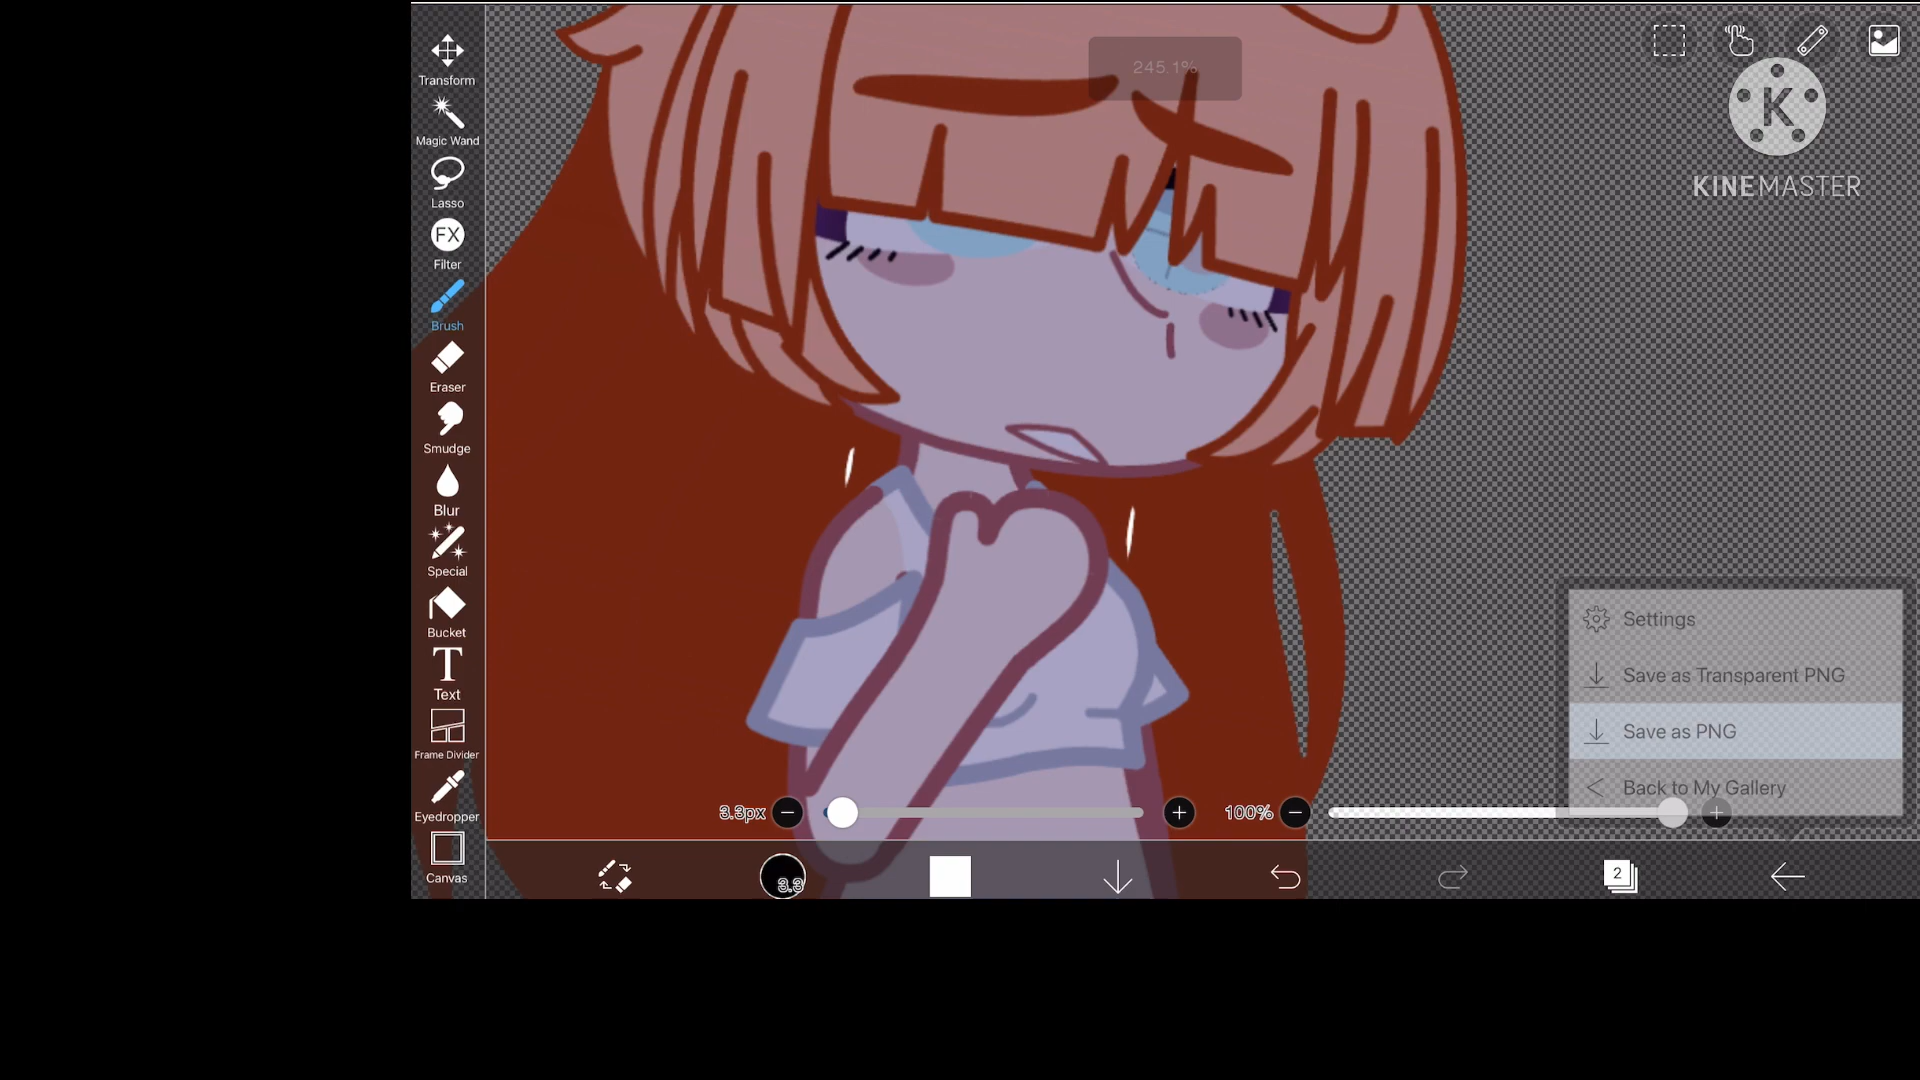 245.1%
Transform
Magic Wand
Lasso
FX
Filter
Brush
Eraser
Smudge
Blur
Special
Bucket
T
Text
Frame Divider
Eyedropper
Canvas
K
KINEMASTER
Settings
Save as Transparent PNG
Save as PNG
Back to My Gallery
3.3px
100%
3.3
2